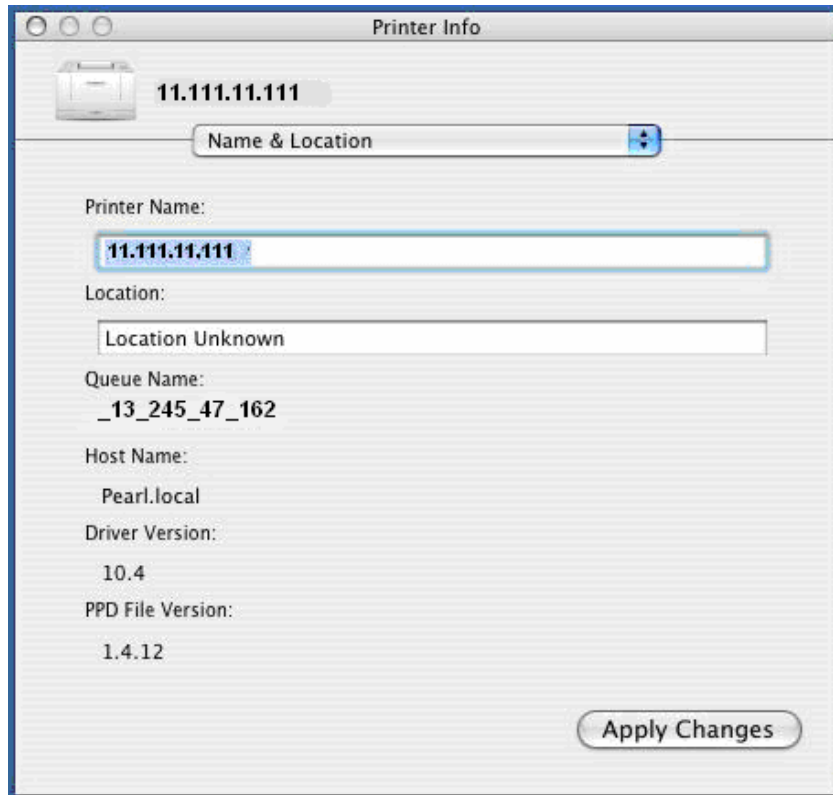 Printer Info
11.111.11.111
Name & Location
Printer Name:
11.111.11.111
Location:
Location Unknown
Queue Name:
_13_245_47_162
Host Name:
Pearl.local
Driver Version:
10.4
PPD File Version:
1.4.12
Apply Changes